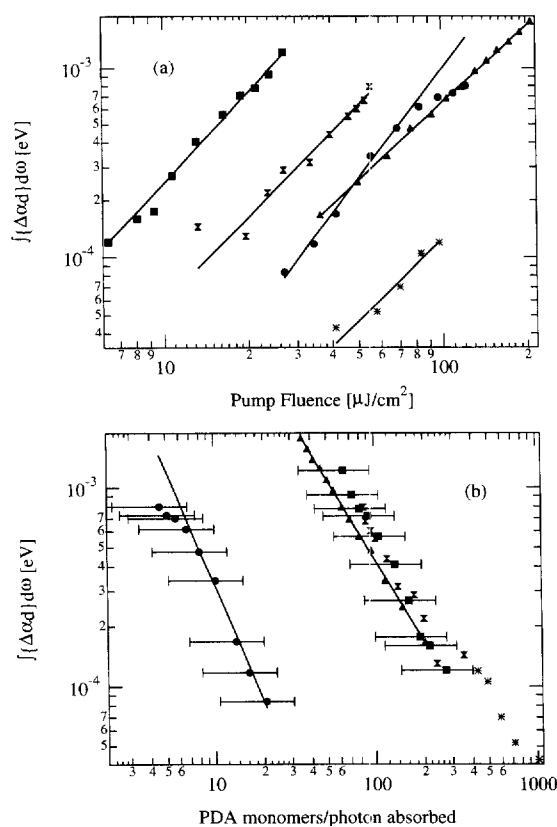 (a)
10⁻³
7
6
5
4
3
2
10⁻⁴
7
6
5
4
∫{Δαd}dω [eV]
7 8 9 10 2 3 4 5 6 7 8 9 100 2
Pump Fluence [μJ/cm²]
(b)
10⁻³
7
6
5
4
3
2
10⁻⁴
7
6
5
∫{Δαd}dω [eV]
3 4 5 6 10 2 3 4 5 6 100 2 3 4 5 6 1000
PDA monomers/photon absorbed